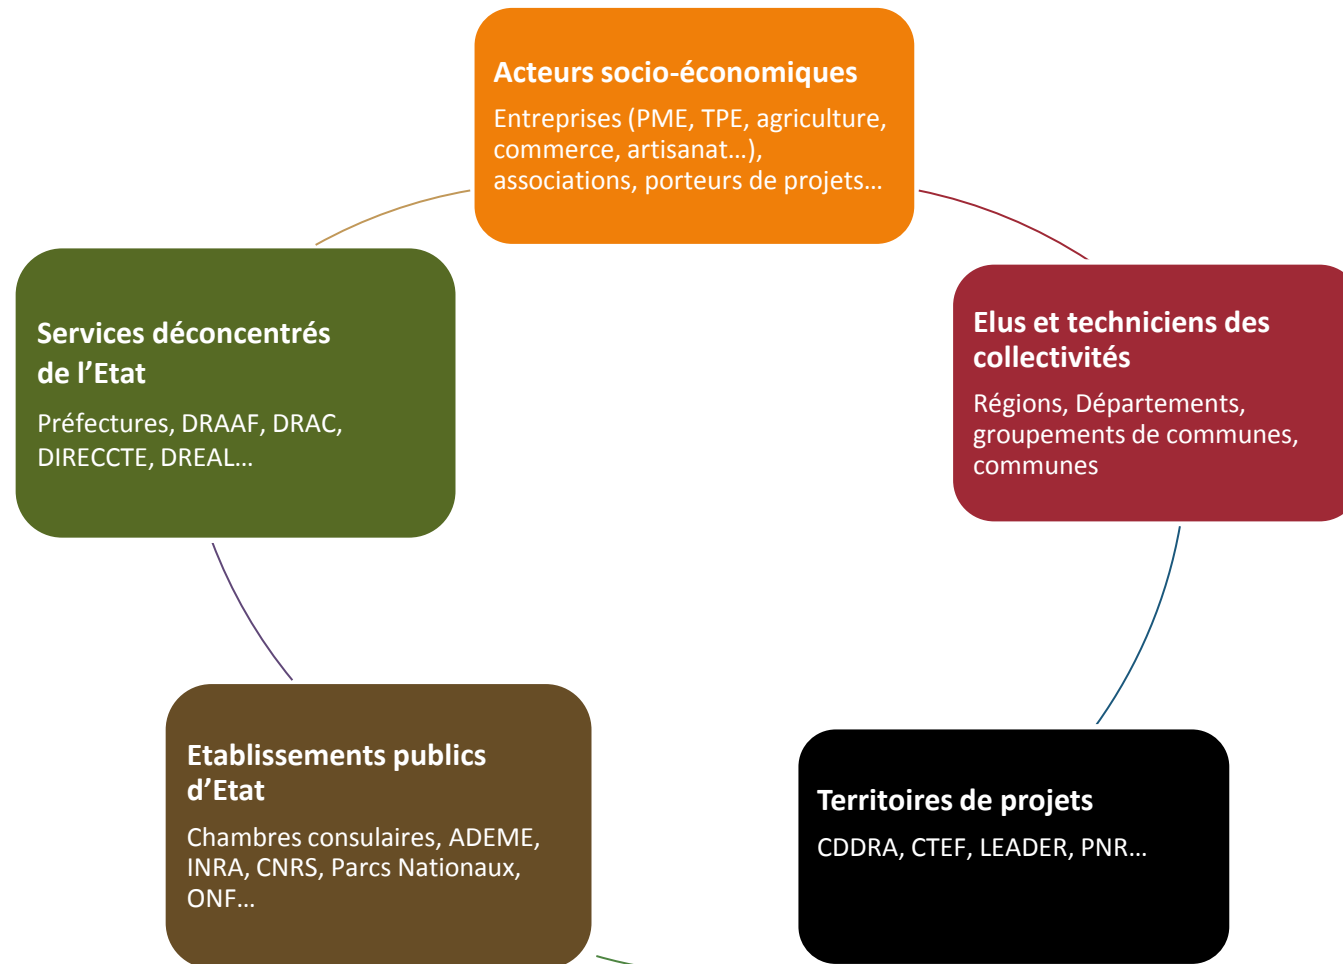 Acteurs socio-économiques
Entreprises (PME, TPE, agriculture,
commerce, artisanat…),
associations, porteurs de projets…
Elus et techniciens des
collectivités
Régions, Départements,
groupements de communes,
communes
Territoires de projets
CDDRA, CTEF, LEADER, PNR…
Etablissements publics
d’Etat
Chambres consulaires, ADEME,
INRA, CNRS, Parcs Nationaux,
ONF…
Services déconcentrés
de l’Etat
Préfectures, DRAAF, DRAC,
DIRECCTE, DREAL…